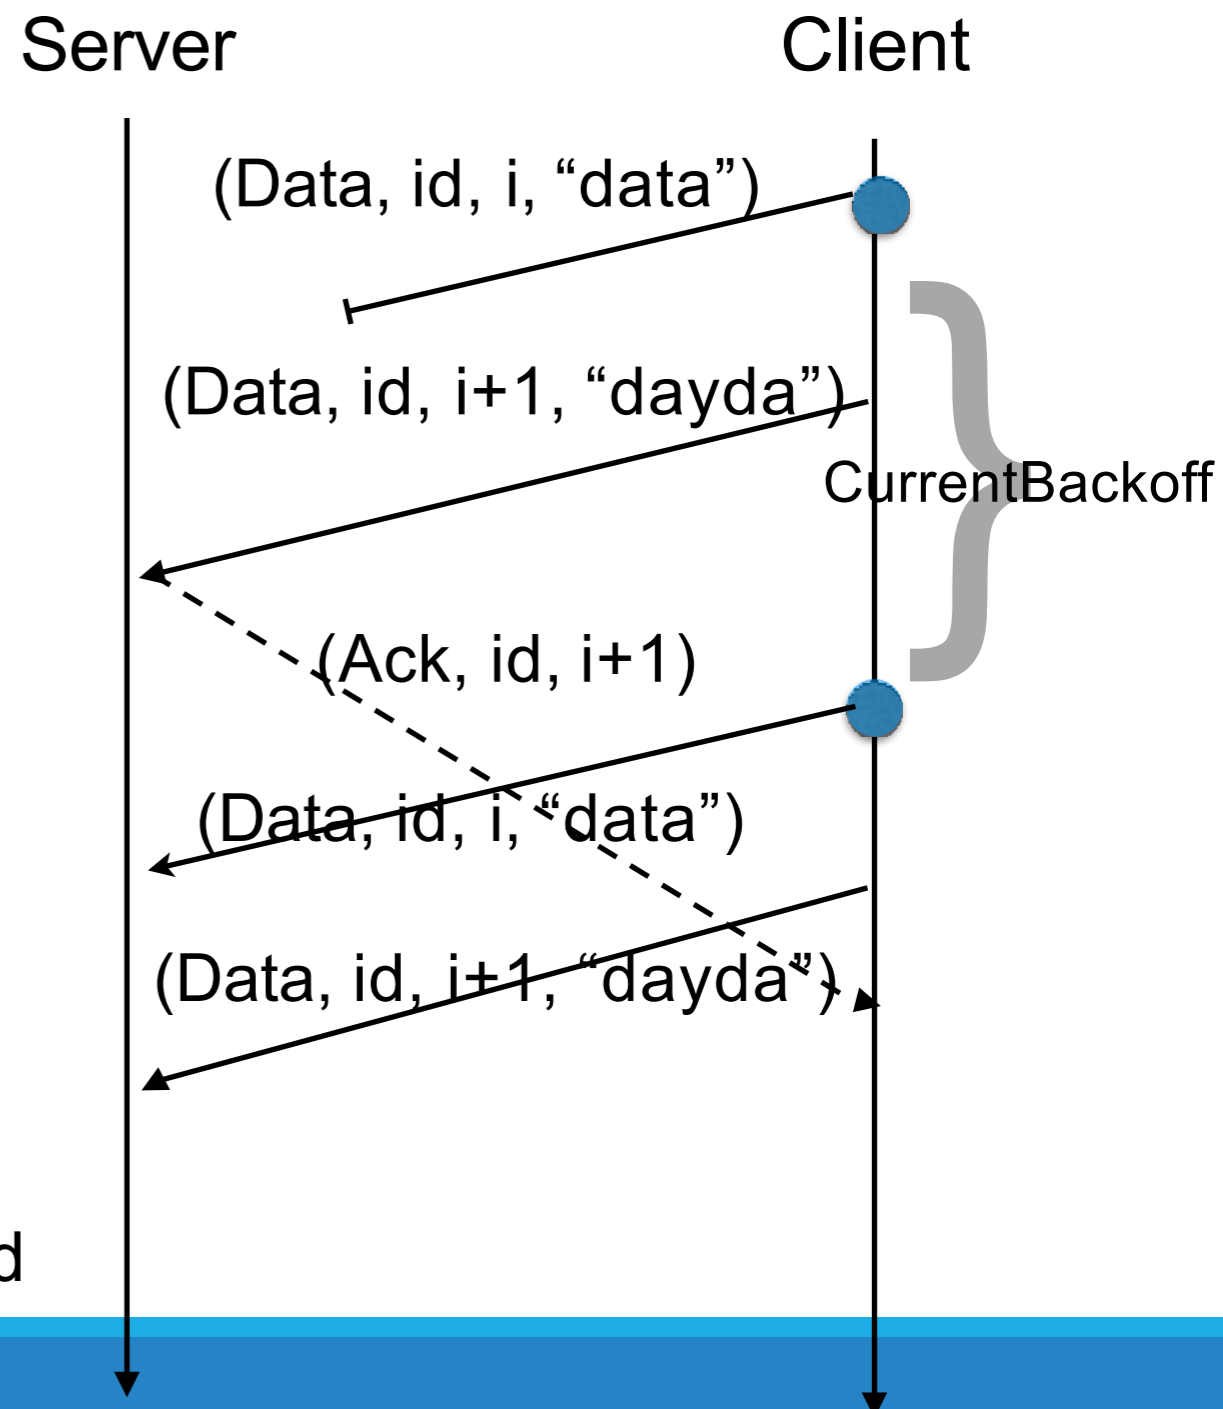 Server
Client
(Data, id, i, “data”)
(Data, id, i+1, “dayda”)
CurrentBackoff
(Ack, id, i+1)
(Data, id, i, “data”)
(Data, id, i+1, “dayda”)